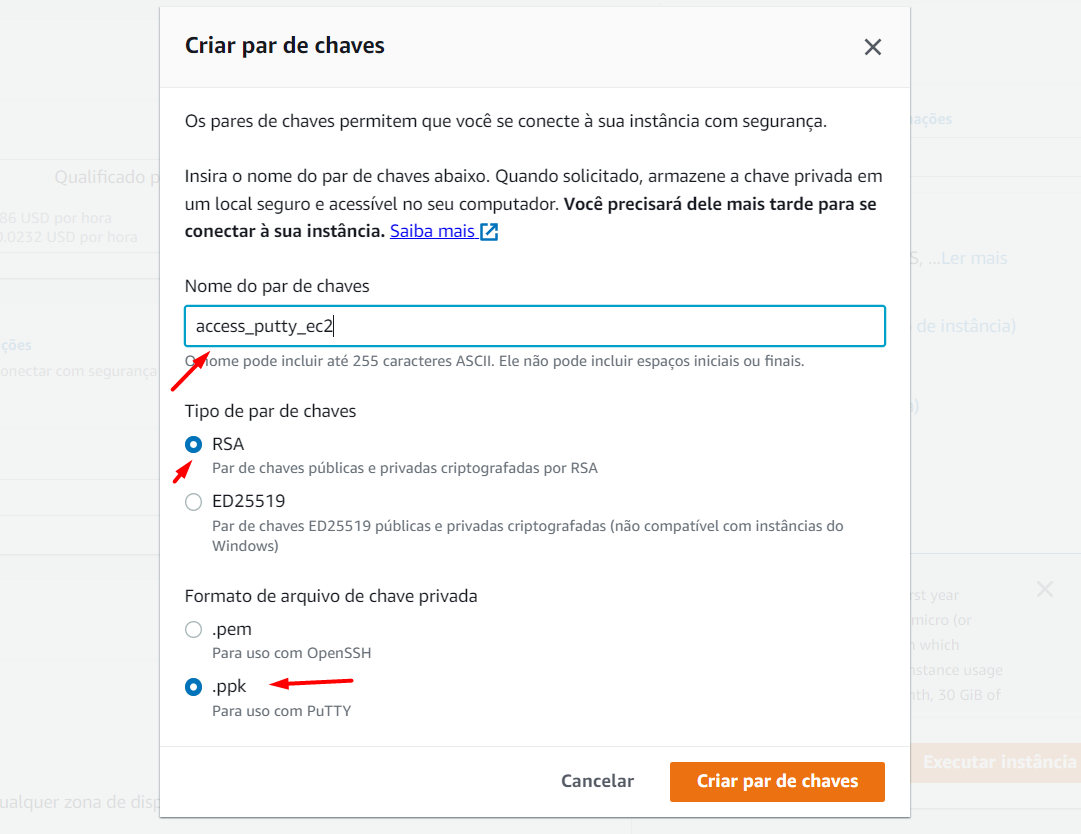 Criar par de chaves
Os pares de chaves permitem que você se conecte à sua instância com segurança.
ações
Qualificado p
Insira o nome do par de chaves abaixo. Quando solicitado, armazene a chave privada em
um local seguro e acessível no seu computador. Você precisará dele mais tarde para se
conectar à sua instância. Saiba mais
86 USD por hora
0.0232 USD por hora
S, ...Ler mais
Nome do par de chaves
access_putty_ec2
de instância)
ções
O nome pode incluir até 255 caracteres ASCII. Ele não pode incluir espaços iniciais ou finais.
onectar com segurança
Tipo de par de chaves
RSA
Par de chaves públicas e privadas criptografadas por RSA
ED25519
Par de chaves ED25519 públicas e privadas criptografadas (não compatível com instâncias do
Windows)
Formato de arquivo de chave privada
.pem
Para uso com OpenSSH
.ppk
Para uso com PuTTY
rst year
micro (or
which
nstance usage
nth, 30 GiB of
Cancelar
Criar par de chaves
Executar instância
ualquer zona de disp